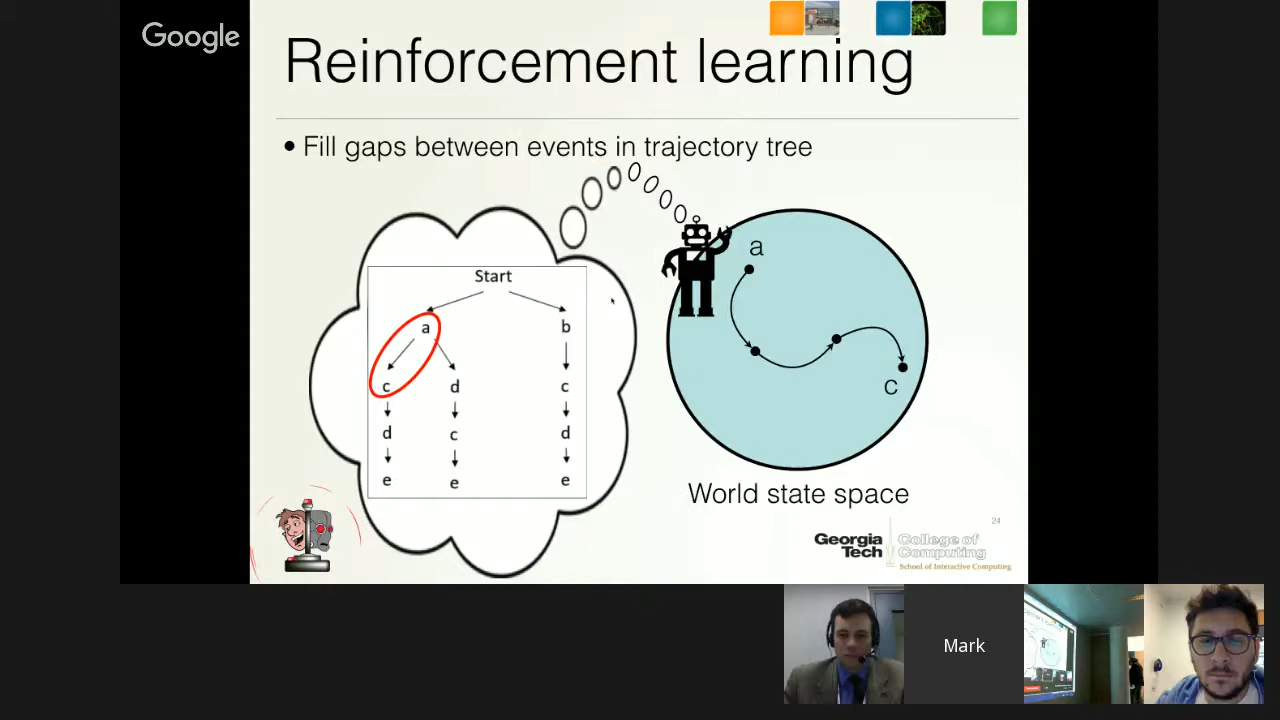 Google
Reinforcement learning
• Fill gaps between events in trajectory tree
Start
a b
c d c
d c d
e e e
a
c
World state space
24
Georgia Tech
College of Computing
School of Interactive Computing
Mark